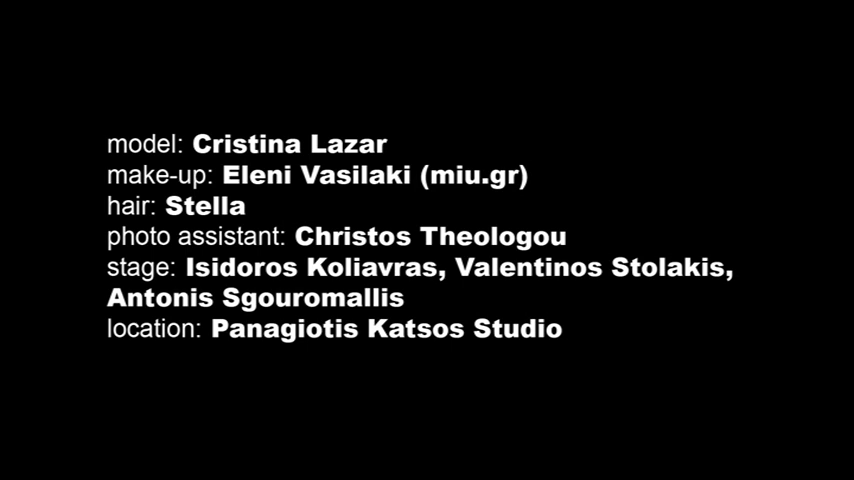 model: Cristina Lazar
make-up: Eleni Vasilaki (miu.gr)
hair: Stella
photo assistant: Christos Theologou
stage: Isidoros Koliavras, Valentinos Stolakis,
Antonis Sgouromallis
location: Panagiotis Katsos Studio